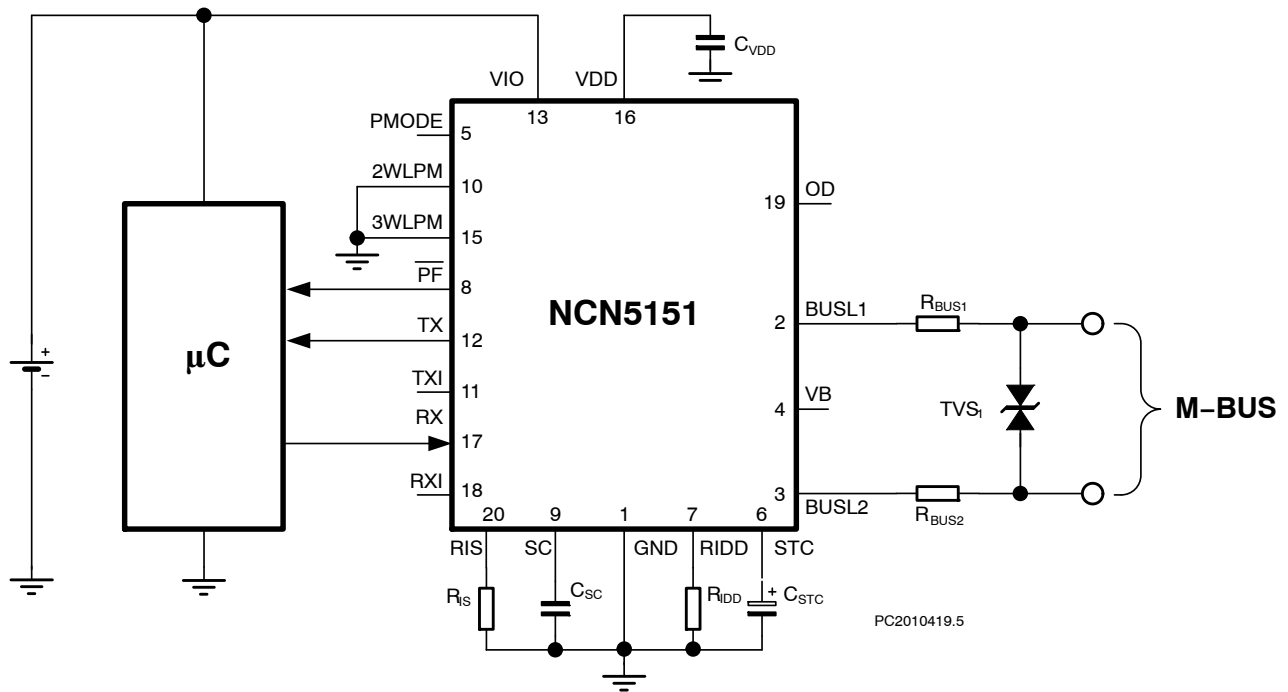 C_VDD
VIO
VDD
13
16
PMODE
5
2WLPM
10
3WLPM
15
PF
8
TX
12
TXI
11
RX
17
RXI
18
NCN5151
µC
+
−
19
OD
2
BUSL1
R_BUS1
4
VB
TVS1
M−BUS
3
BUSL2
R_BUS2
20
9
1
7
6
RIS
SC
GND
RIDD
STC
R_IS
C_SC
R_IDD
+
C_STC
PC2010419.5